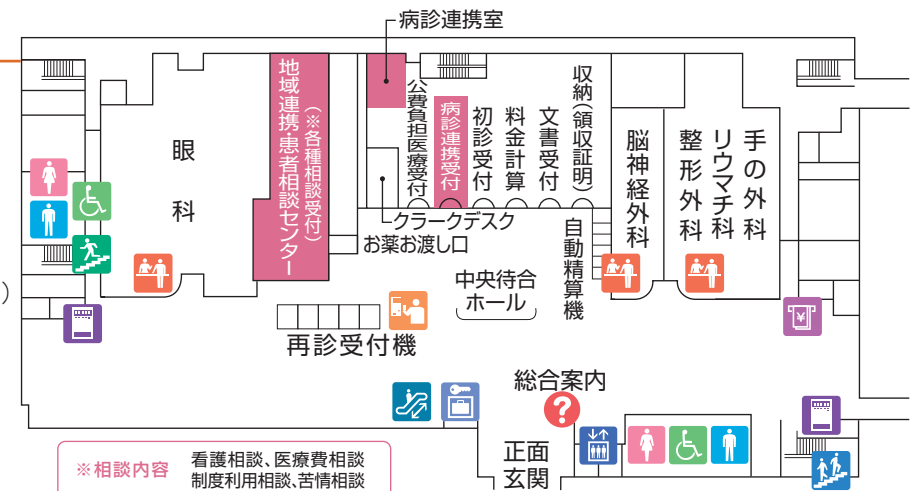 病診連携室
地域連携・患者相談センター
（※各種相談受付）
公費負担医療受付
病診連携受付
初診受付
料金計算
文書受付
収納(領収証明)
脳神経外科
整形外科
リウマチ科
手の外科
眼科
クラークデスク
お薬お渡し口
自動精算機
中央待合
ホール
）
再診受付機
¥
総合案内
?
正面
玄関
※相談内容 看護相談、医療費相談
制度利用相談、苦情相談